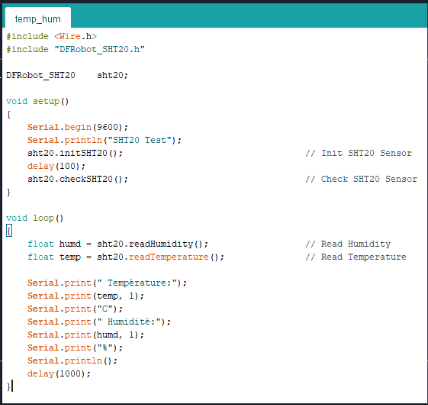 temp_hum
#include <Wire.h>
#include "DFRobot_SHT20.h"
DFRobot_SHT20    sht20;
void setup()
{
    Serial.begin(9600);
    Serial.println("SHT20 Test");
    sht20.initSHT20();                                  // Init SHT20 Sensor
    delay(100);
    sht20.checkSHT20();                                 // Check SHT20 Sensor
}
void loop()
{
    float humd = sht20.readHumidity();                  // Read Humidity
    float temp = sht20.readTemperature();               // Read Temperature
    Serial.print(" Température:");
    Serial.print(temp, 1);
    Serial.print("C");
    Serial.print(" Humidité:");
    Serial.print(humd, 1);
    Serial.print("%");
    Serial.println();
    delay(1000);
}